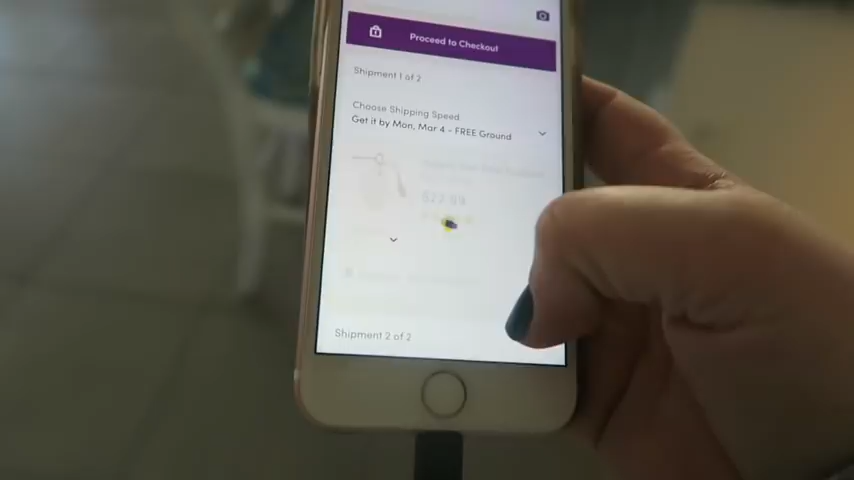 Proceed to Checkout
Shipment 1 of 2
Choose Shipping Speed
Get it by Mon, Mar 4 - FREE Ground
Shipment 2 of 2